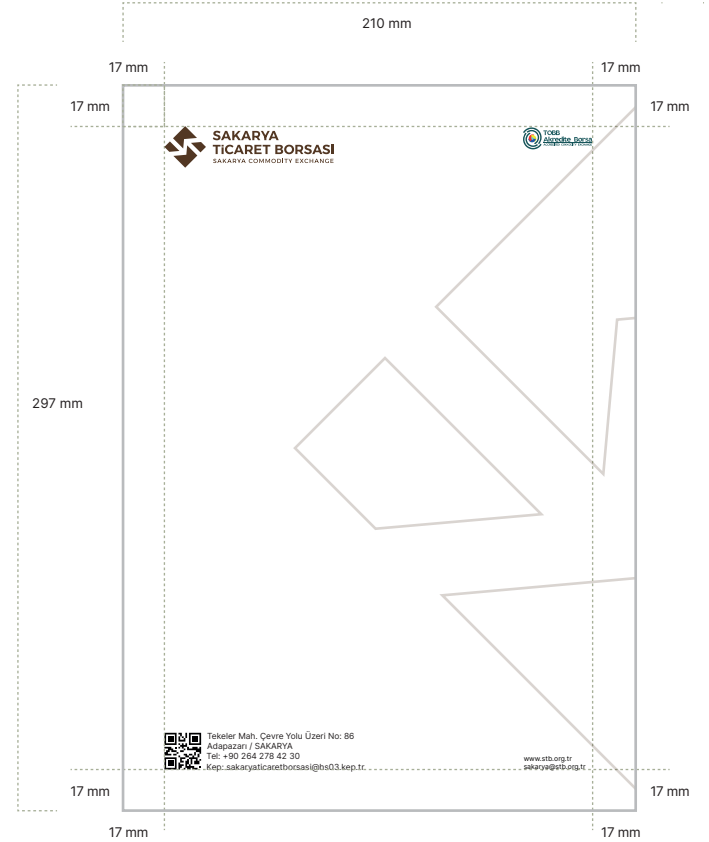 210 mm
17 mm
17 mm
17 mm
17 mm
SAKARYA
TİCARET BORSASI
SAKARYA COMMODİTY EXCHANGE
TOBB
Akredite Borsa
297 mm
Tekeler Mah. Çevre Yolu Üzeri No: 86
Adapazarı / SAKARYA
Tel: +90 264 278 42 30
Kep: sakaryaticaretborsasi@hs03.kep.tr
www.stb.org.tr
sakarya@stb.org.tr
17 mm
17 mm
17 mm
17 mm